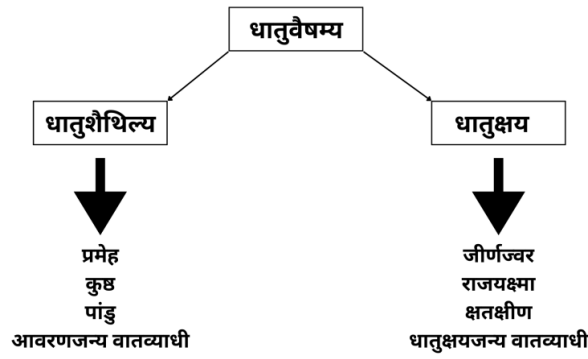 धातुवैषम्य
धातुशैथिल्य
प्रमेह
कुष्ठ
पांडु
आवरणजन्य वातव्याधी
धातुक्षय
जीर्णज्वर
राजयक्ष्मा
क्षतक्षीण
धातुक्षयजन्य वातव्याधी